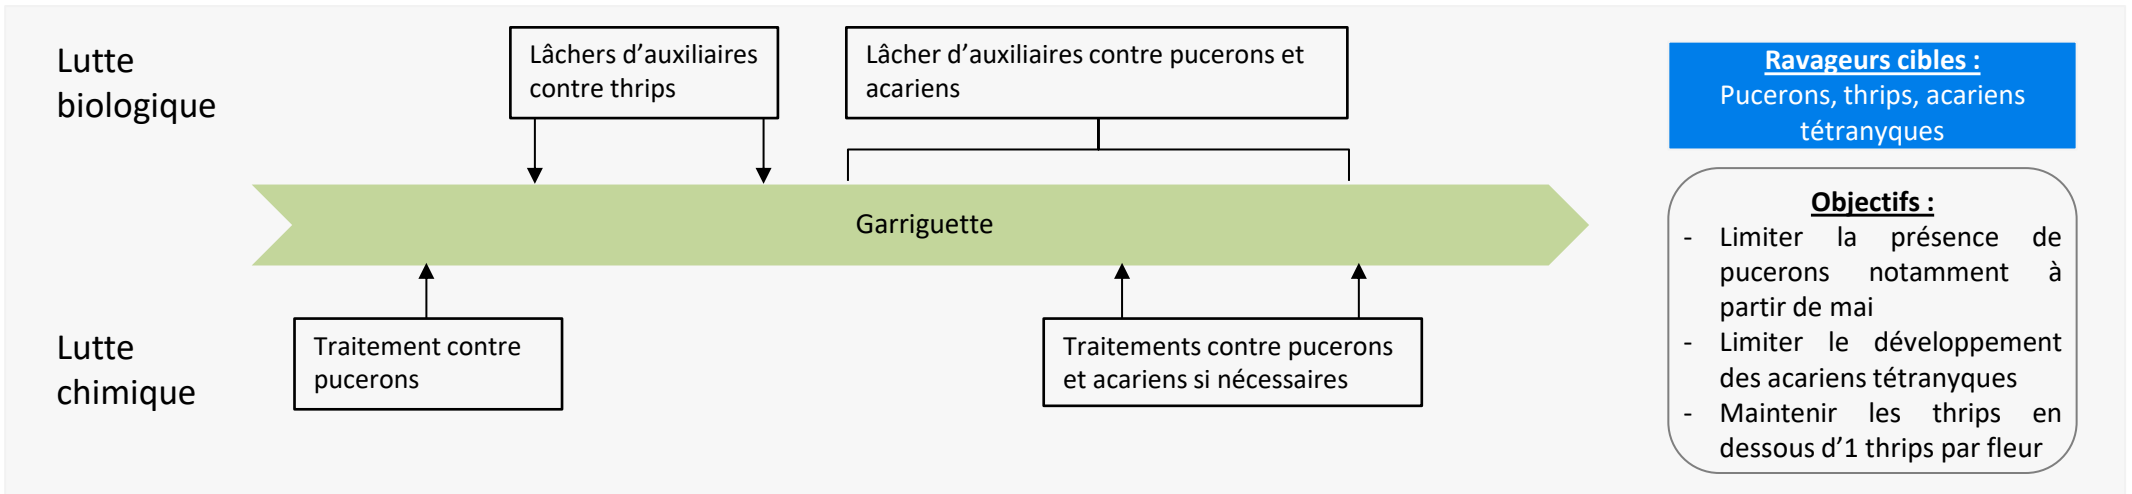 Lutte
biologique
Lâchers d’auxiliaires
contre thrips
Lâcher d’auxiliaires contre pucerons et
acariens
Garriguette
Lutte
chimique
Traitement contre
pucerons
Traitements contre pucerons
et acariens si nécessaires
Ravageurs cibles :
Pucerons, thrips, acariens
tétranyques
Objectifs :
- Limiter la présence de
pucerons notamment à
partir de mai
- Limiter le développement
des acariens tétranyques
- Maintenir les thrips en
dessous d’1 thrips par fleur